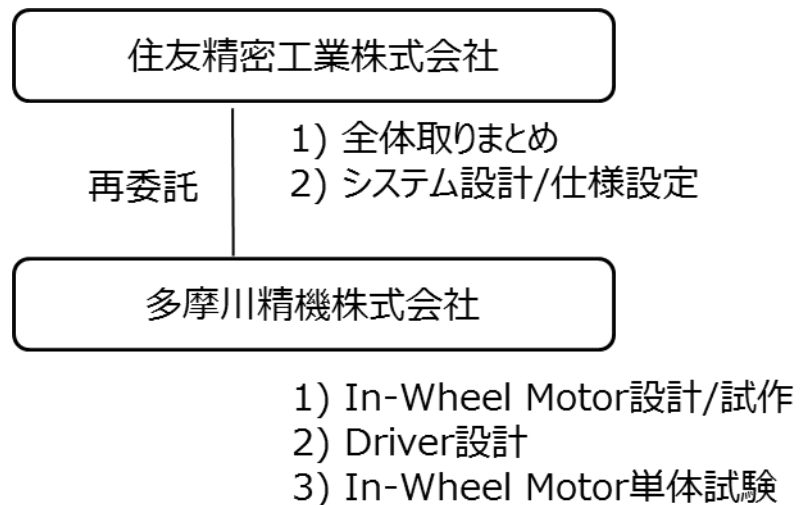 住友精密工業株式会社
1) 全体取りまとめ
再委託
2) システム設計/仕様設定
多摩川精機株式会社
1) In-Wheel Motor設計/試作
2) Driver設計
3) In-Wheel Motor単体試験